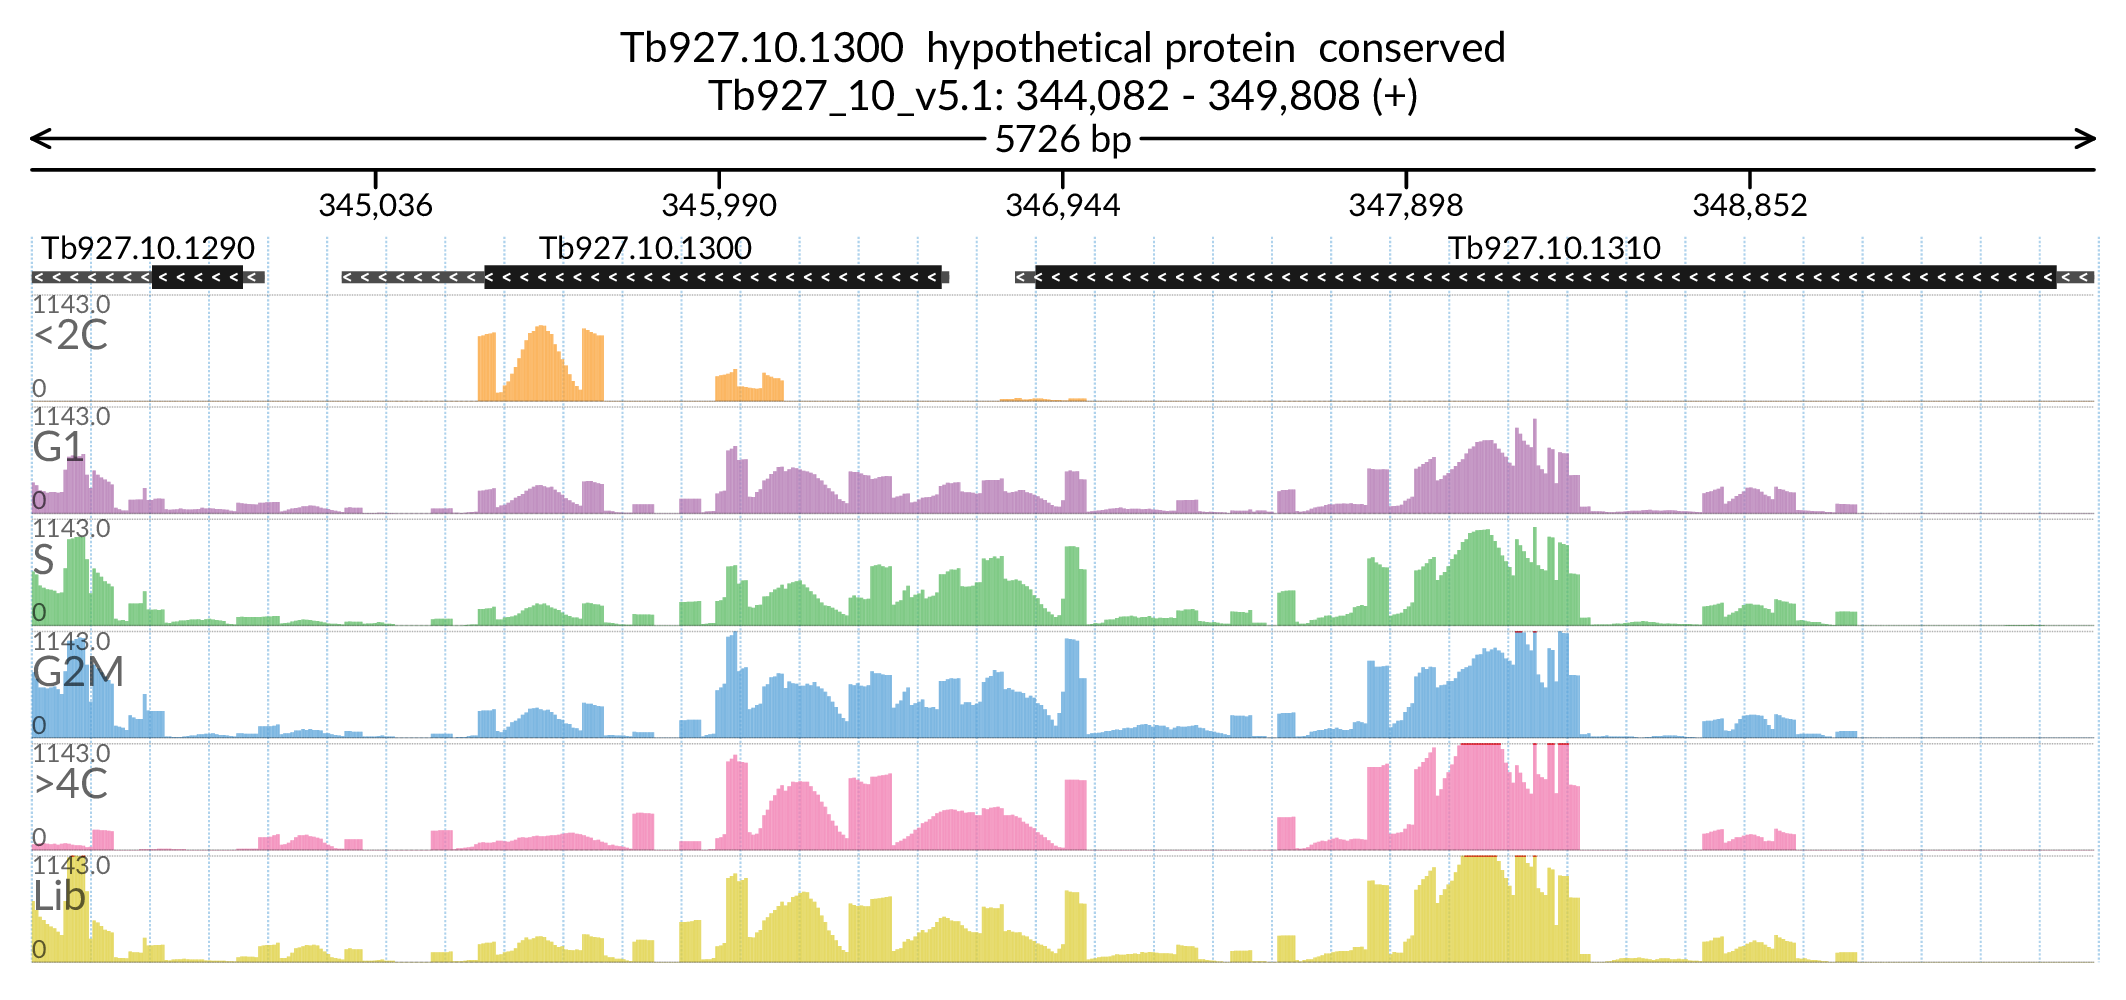 Tb927.10.1300 hypothetical protein conserved
Tb927_10_v5.1: 344,082 - 349,808 (+)
5726 bp
345,036 345,990 346,944 347,898 348,852
Tb927.10.1290 Tb927.10.1300 Tb927.10.1310
1143.0
<2C
0
1143.0
G1
0
1143.0
S
0
1143.0
G2M
0
1143.0
>4C
0
1143.0
Lib
0